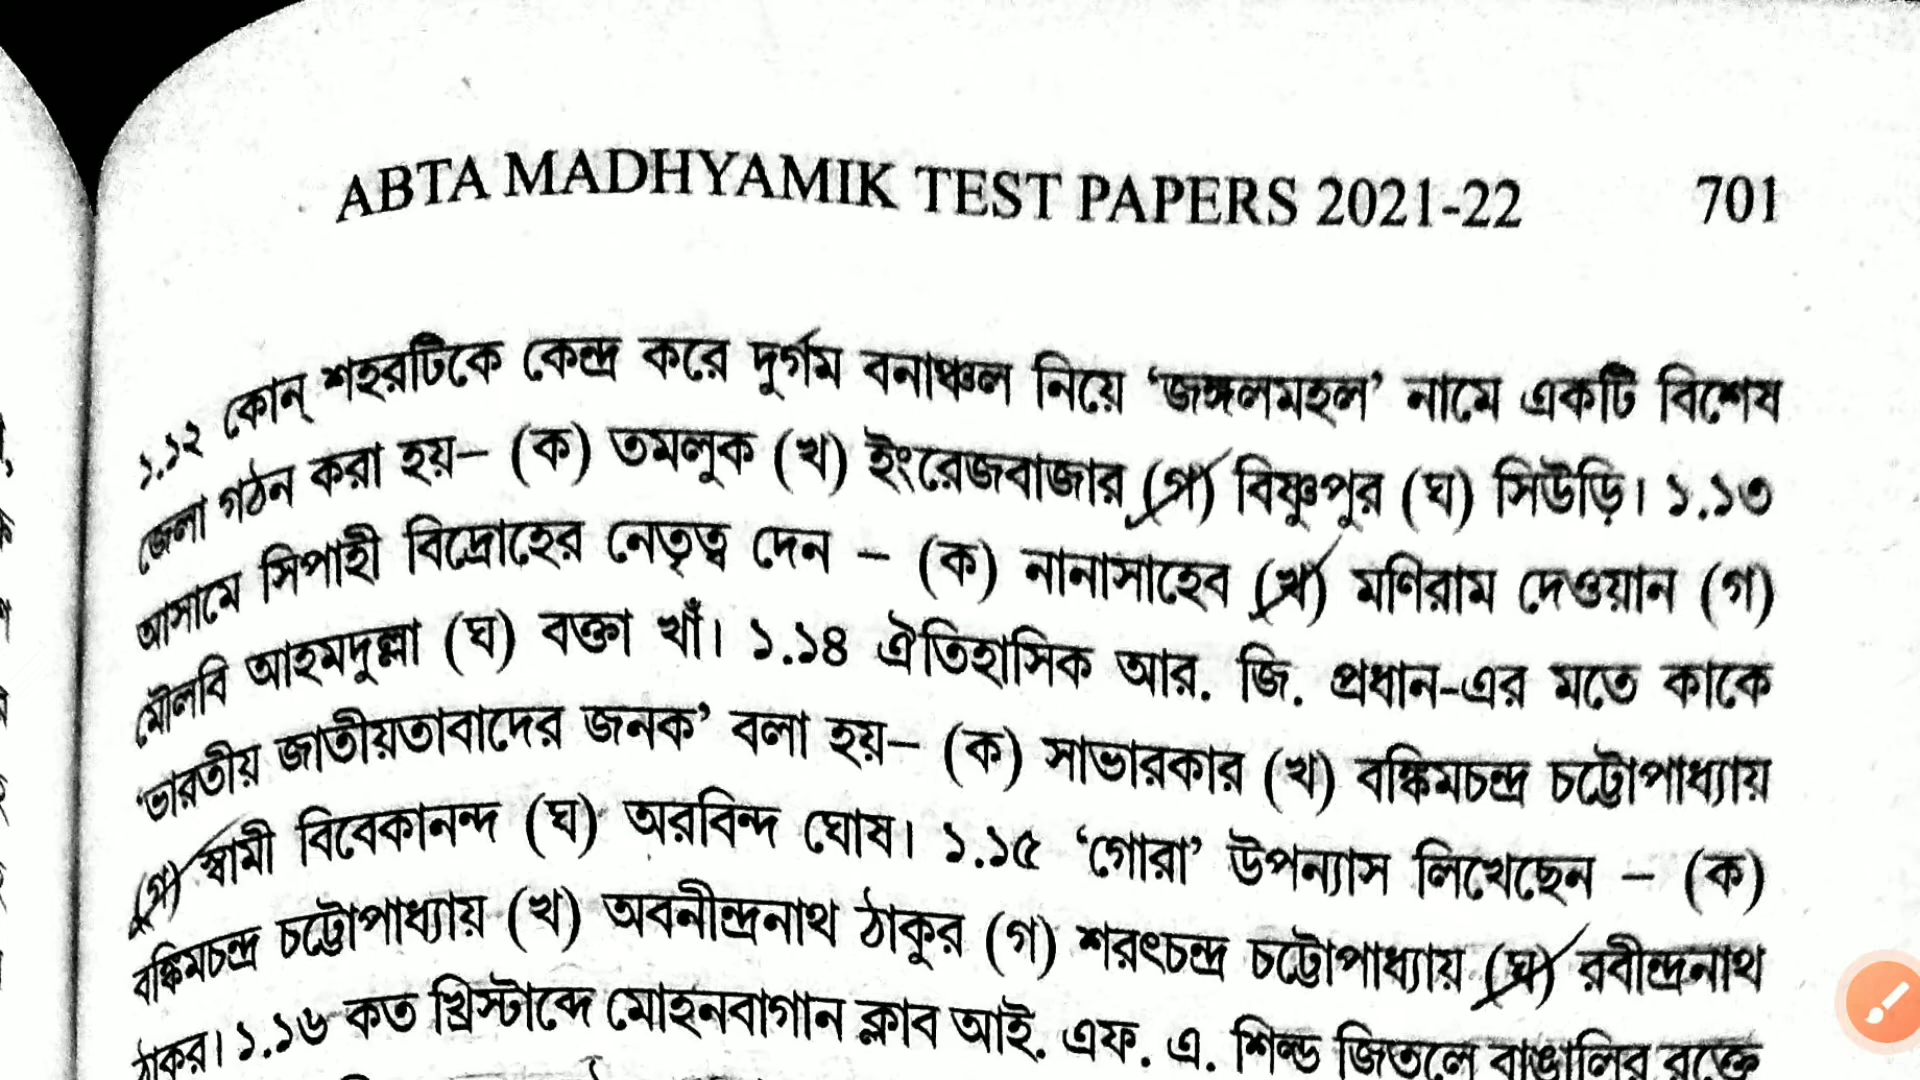 ABTA MADHYAMIK TEST PAPERS 2021-22 701
১.১২ কোন্ শহরটিকে কেন্দ্র করে দুর্গম বনাঞ্চল নিয়ে ‘জঙ্গলমহল’ নামে একটি বিশেষ
জেলা গঠন করা হয়– (ক) তমলুক (খ) ইংরেজবাজার (গ) বিষ্ণুপুর (ঘ) সিউড়ি। ১.১৩
আসামে সিপাহী বিদ্রোহের নেতৃত্ব দেন – (ক) নানাসাহেব (খ) মণিরাম দেওয়ান (গ)
মৌলবি আহমদুল্লা (ঘ) বক্তা খাঁ। ১.১৪ ঐতিহাসিক আর. জি. প্রধান-এর মতে কাকে
‘ভারতীয় জাতীয়তাবাদের জনক’ বলা হয়– (ক) সাভারকার (খ) বঙ্কিমচন্দ্র চট্টোপাধ্যায়
(গ) স্বামী বিবেকানন্দ (ঘ) অরবিন্দ ঘোষ। ১.১৫ ‘গোরা’ উপন্যাস লিখেছেন – (ক)
বঙ্কিমচন্দ্র চট্টোপাধ্যায় (খ) অবনীন্দ্রনাথ ঠাকুর (গ) শরৎচন্দ্র চট্টোপাধ্যায় (ঘ) রবীন্দ্রনাথ
ঠাকুর। ১.১৬ কত খ্রিস্টাব্দে মোহনবাগান ক্লাব আই. এফ. এ. শিল্ড জিতলে বাঙালির রক্তে